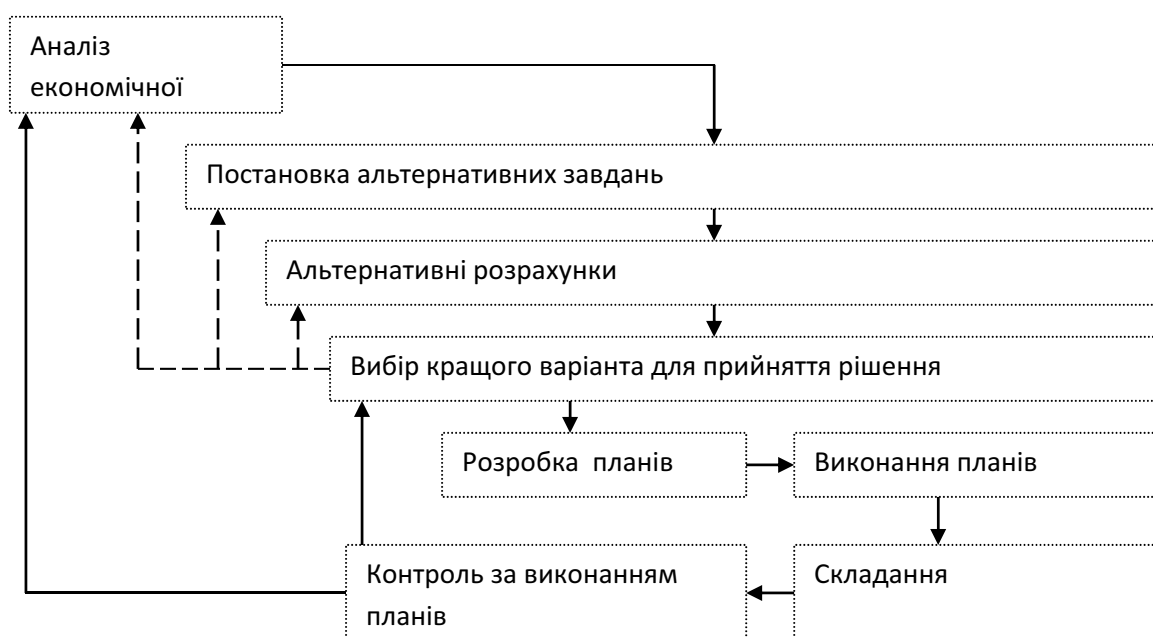 Аналіз
економічної
Постановка альтернативних завдань
Альтернативні розрахунки
Вибір кращого варіанта для прийняття рішення
Розробка планів
Виконання планів
Контроль за виконанням
планів
Складання